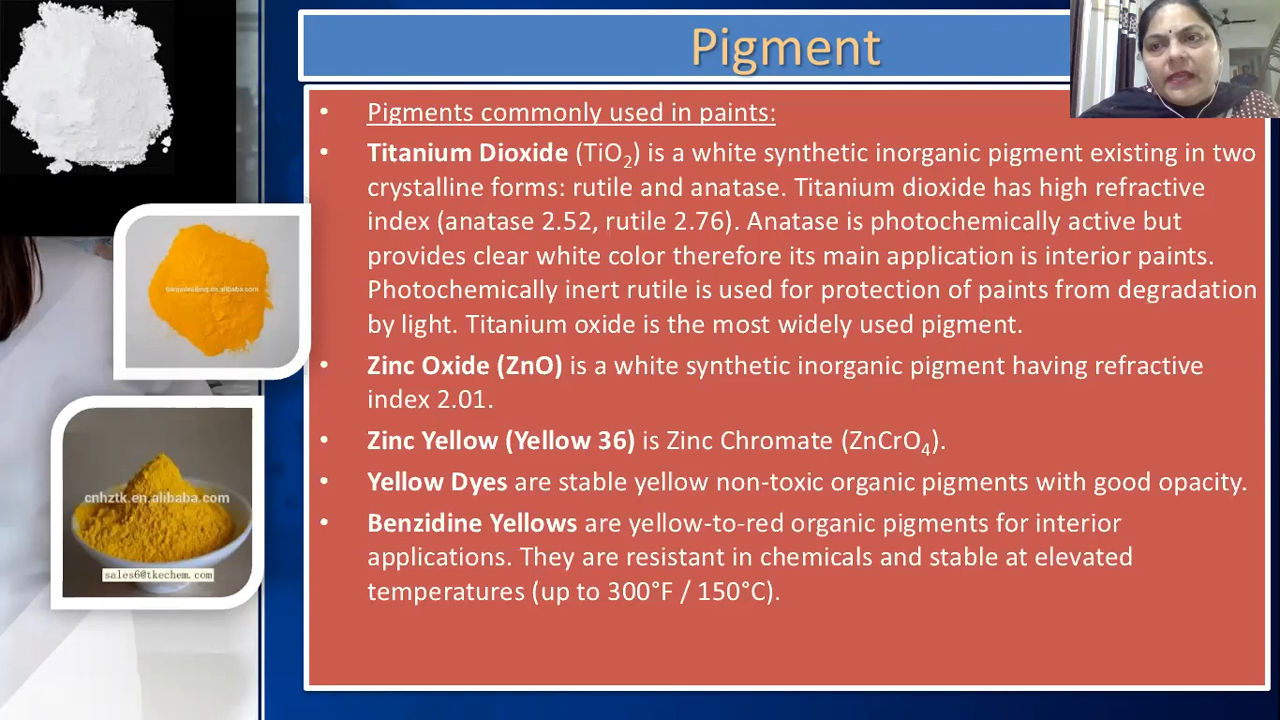 Pigment
• Pigments commonly used in paints:
• Titanium Dioxide (TiO₂) is a white synthetic inorganic pigment existing in two
crystalline forms: rutile and anatase. Titanium dioxide has high refractive
index (anatase 2.52, rutile 2.76). Anatase is photochemically active but
provides clear white color therefore its main application is interior paints.
Photochemically inert rutile is used for protection of paints from degradation
by light. Titanium oxide is the most widely used pigment.
• Zinc Oxide (ZnO) is a white synthetic inorganic pigment having refractive
index 2.01.
• Zinc Yellow (Yellow 36) is Zinc Chromate (ZnCrO₄).
• Yellow Dyes are stable yellow non-toxic organic pigments with good opacity.
• Benzidine Yellows are yellow-to-red organic pigments for interior
applications. They are resistant in chemicals and stable at elevated
temperatures (up to 300°F / 150°C).
cnhztk.en.alibaba.com
sales6@tkechem.com